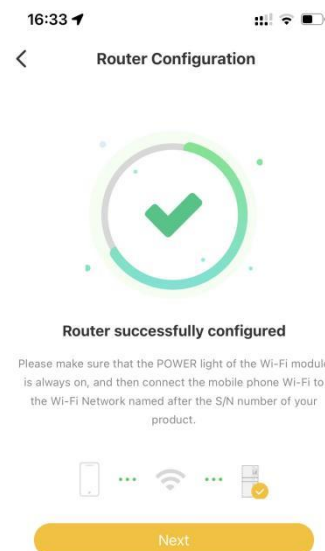 16:33
Router Configuration
Router successfully configured
Please make sure that the POWER light of the Wi-Fi module
is always on, and then connect the mobile phone Wi-Fi to
the Wi-Fi Network named after the S/N number of your
product.
Next